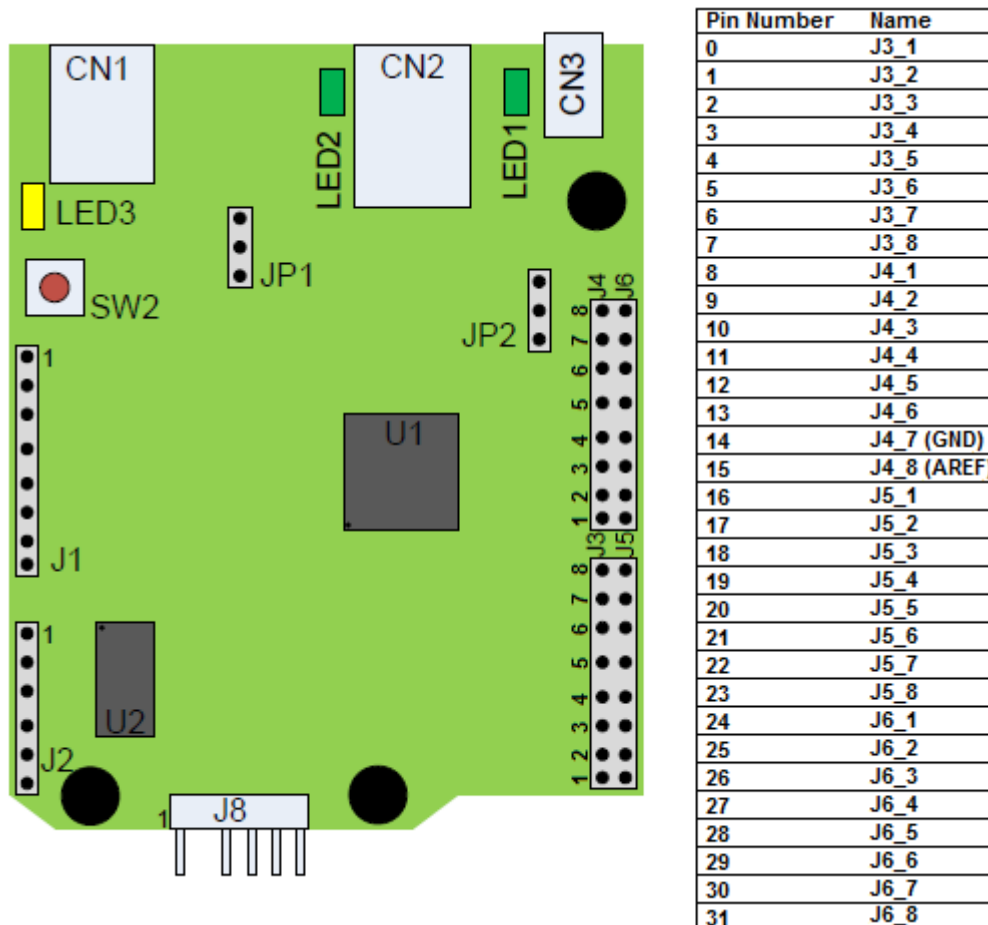 CN1
CN2
CN3
LED2
LED1
LED3
JP1
SW2
JP2
J4 J6
8
7
6
5
4
3
2
1
U1
J3 J5
8
7
6
5
4
3
2
1
1
J1
1
J2
U2
1
J8
Pin Number Name
0 J3_1
1 J3_2
2 J3_3
3 J3_4
4 J3_5
5 J3_6
6 J3_7
7 J3_8
8 J4_1
9 J4_2
10 J4_3
11 J4_4
12 J4_5
13 J4_6
14 J4_7 (GND)
15 J4_8 (AREF)
16 J5_1
17 J5_2
18 J5_3
19 J5_4
20 J5_5
21 J5_6
22 J5_7
23 J5_8
24 J6_1
25 J6_2
26 J6_3
27 J6_4
28 J6_5
29 J6_6
30 J6_7
31 J6_8